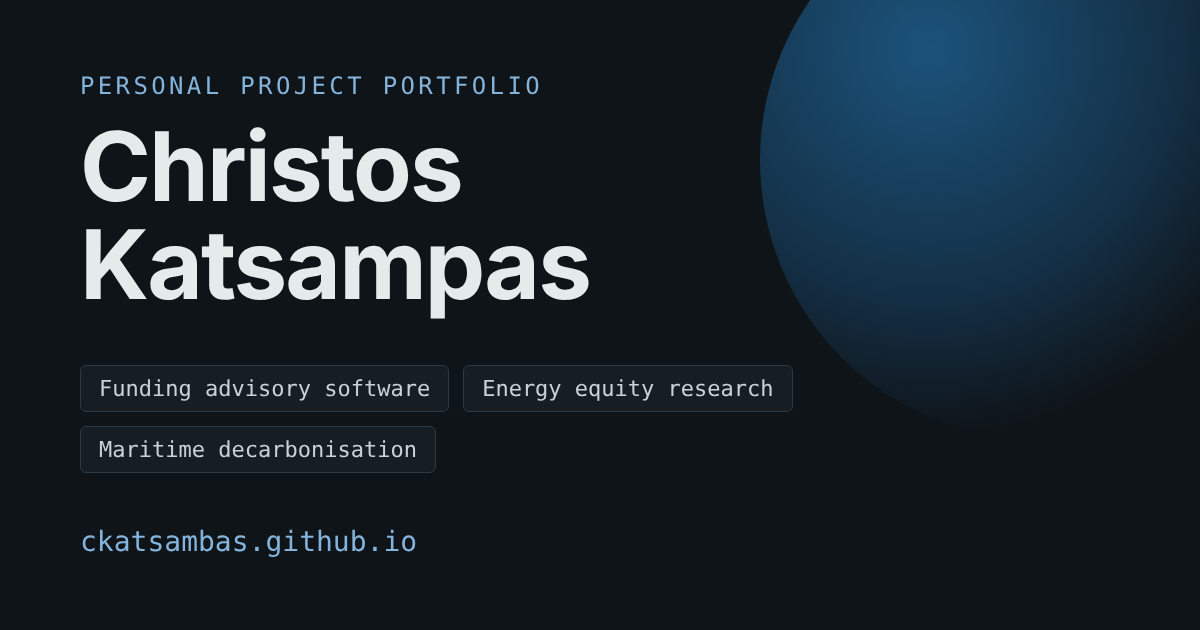 PERSONAL PROJECT PORTFOLIO
Christos
Katsampas
Funding advisory software
Energy equity research
Maritime decarbonisation
ckatsambas.github.io